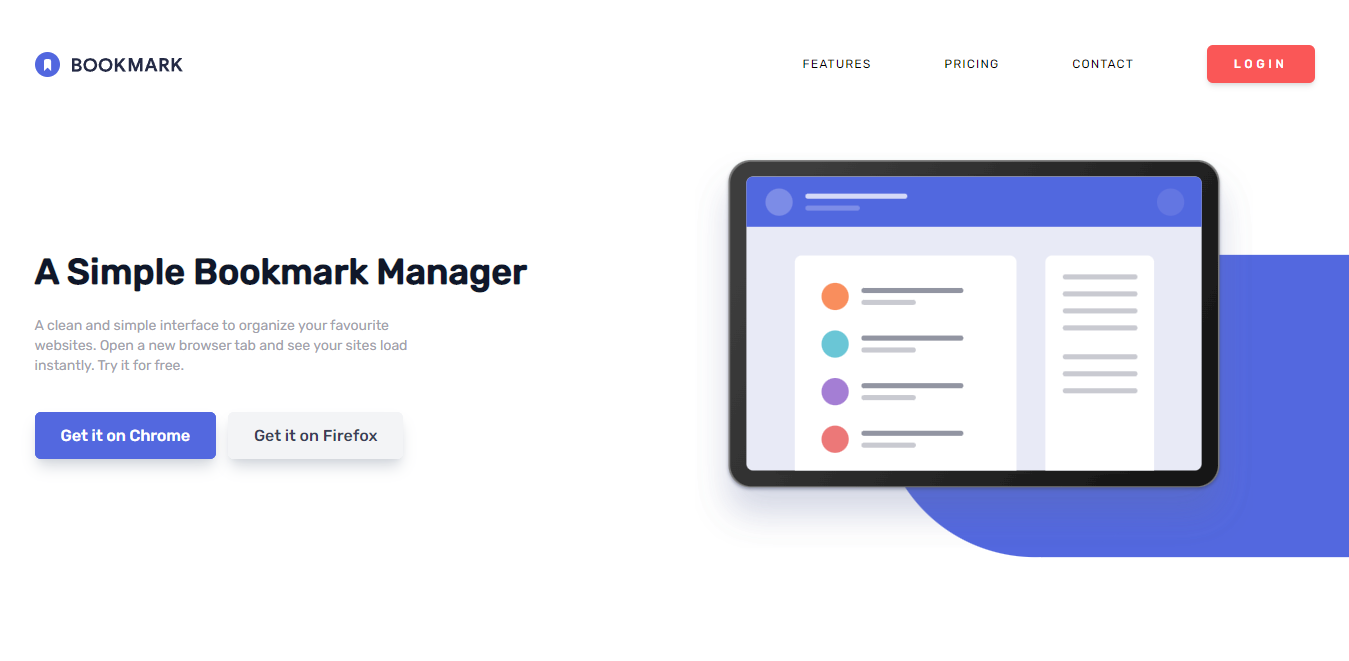 BOOKMARK
FEATURES
PRICING
CONTACT
LOGIN
A Simple Bookmark Manager
A clean and simple interface to organize your favourite
websites. Open a new browser tab and see your sites load
instantly. Try it for free.
Get it on Chrome
Get it on Firefox